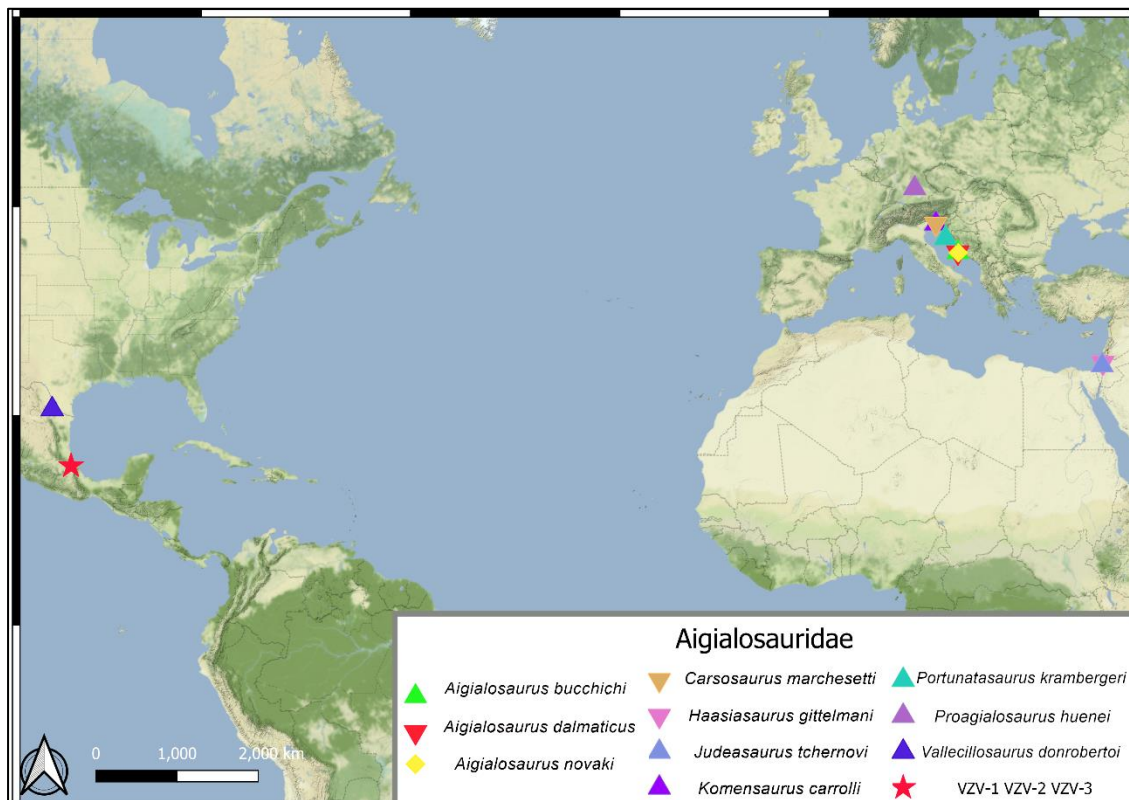 Aigialosauridae
Aigialosaurus bucchichi
Aigialosaurus dalmaticus
Aigialosaurus novaki
Carsosaurus marchesetti
Haasiasaurus gittelmani
Judeasaurus tchernovi
Komensaurus carrolli
Portunatasaurus krambergeri
Proagialosaurus huenei
Vallecillosaurus donrobertoi
VZV-1 VZV-2 VZV-3
0 1,000 2,000 km